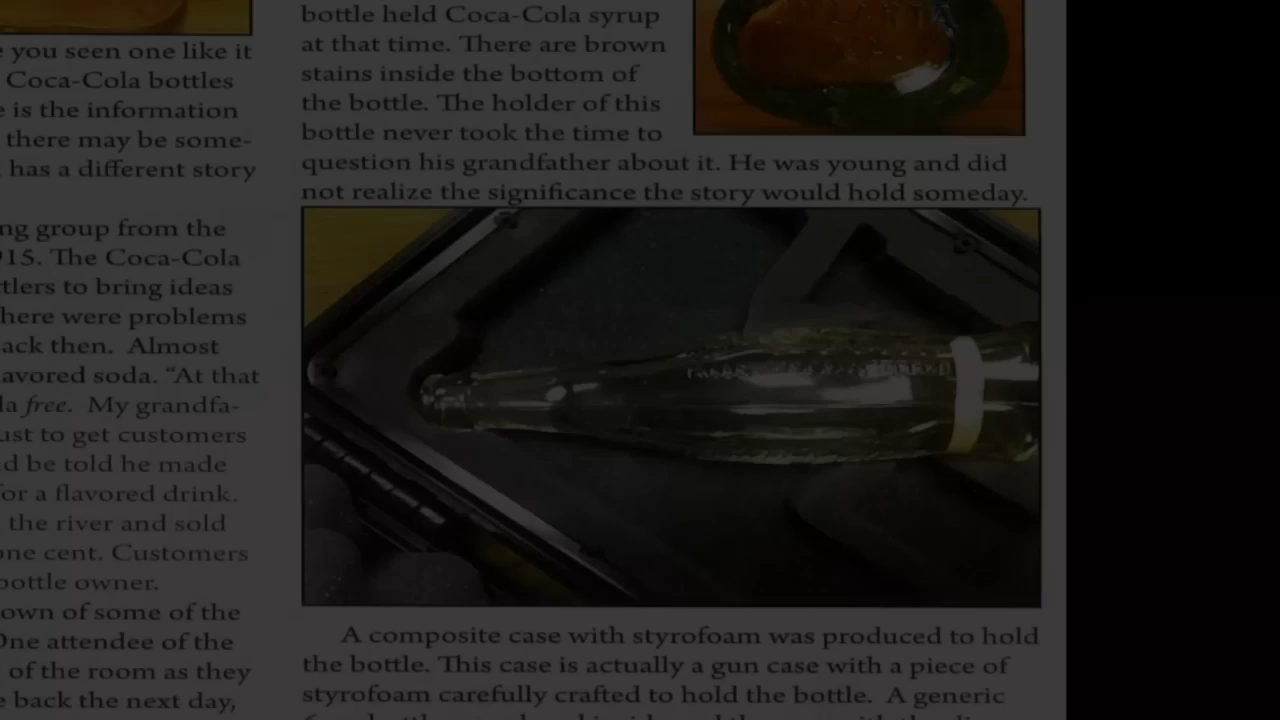 you seen one like it
Coca-Cola bottles
is the information
there may be some-
has a different story
ng group from the
915. The Coca-Cola
tlers to bring ideas
here were problems
ack then. Almost
avored soda. "At that
la free. My grandfa-
ust to get customers
d be told he made
for a flavored drink.
the river and sold
one cent. Customers
bottle owner.
own of some of the
One attendee of the
of the room as they
back the next day,
bottle held Coca-Cola syrup
at that time. There are brown
stains inside the bottom of
the bottle. The holder of this
bottle never took the time to
question his grandfather about it. He was young and did
not realize the significance the story would hold someday.
A composite case with styrofoam was produced to hold
the bottle. This case is actually a gun case with a piece of
styrofoam carefully crafted to hold the bottle. A generic